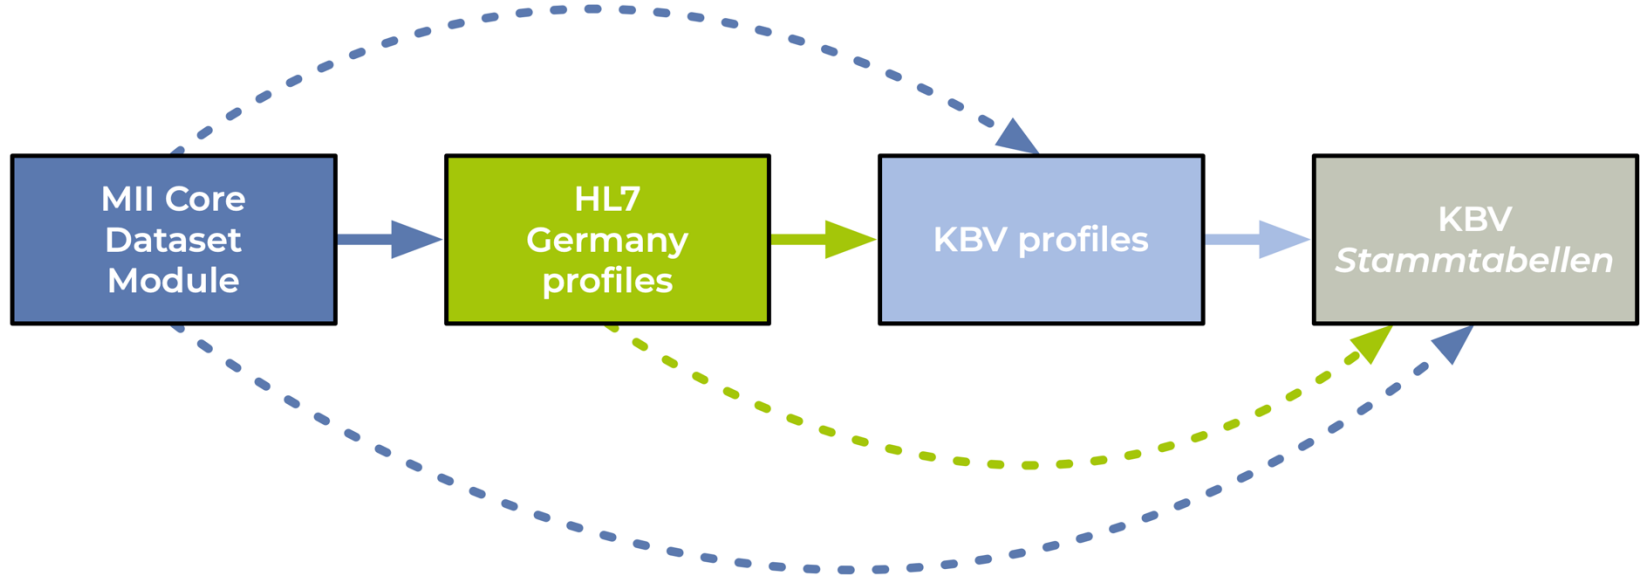 MII Core
Dataset
Module
HL7
Germany
profiles
KBV profiles
KBV
Stammtabellen